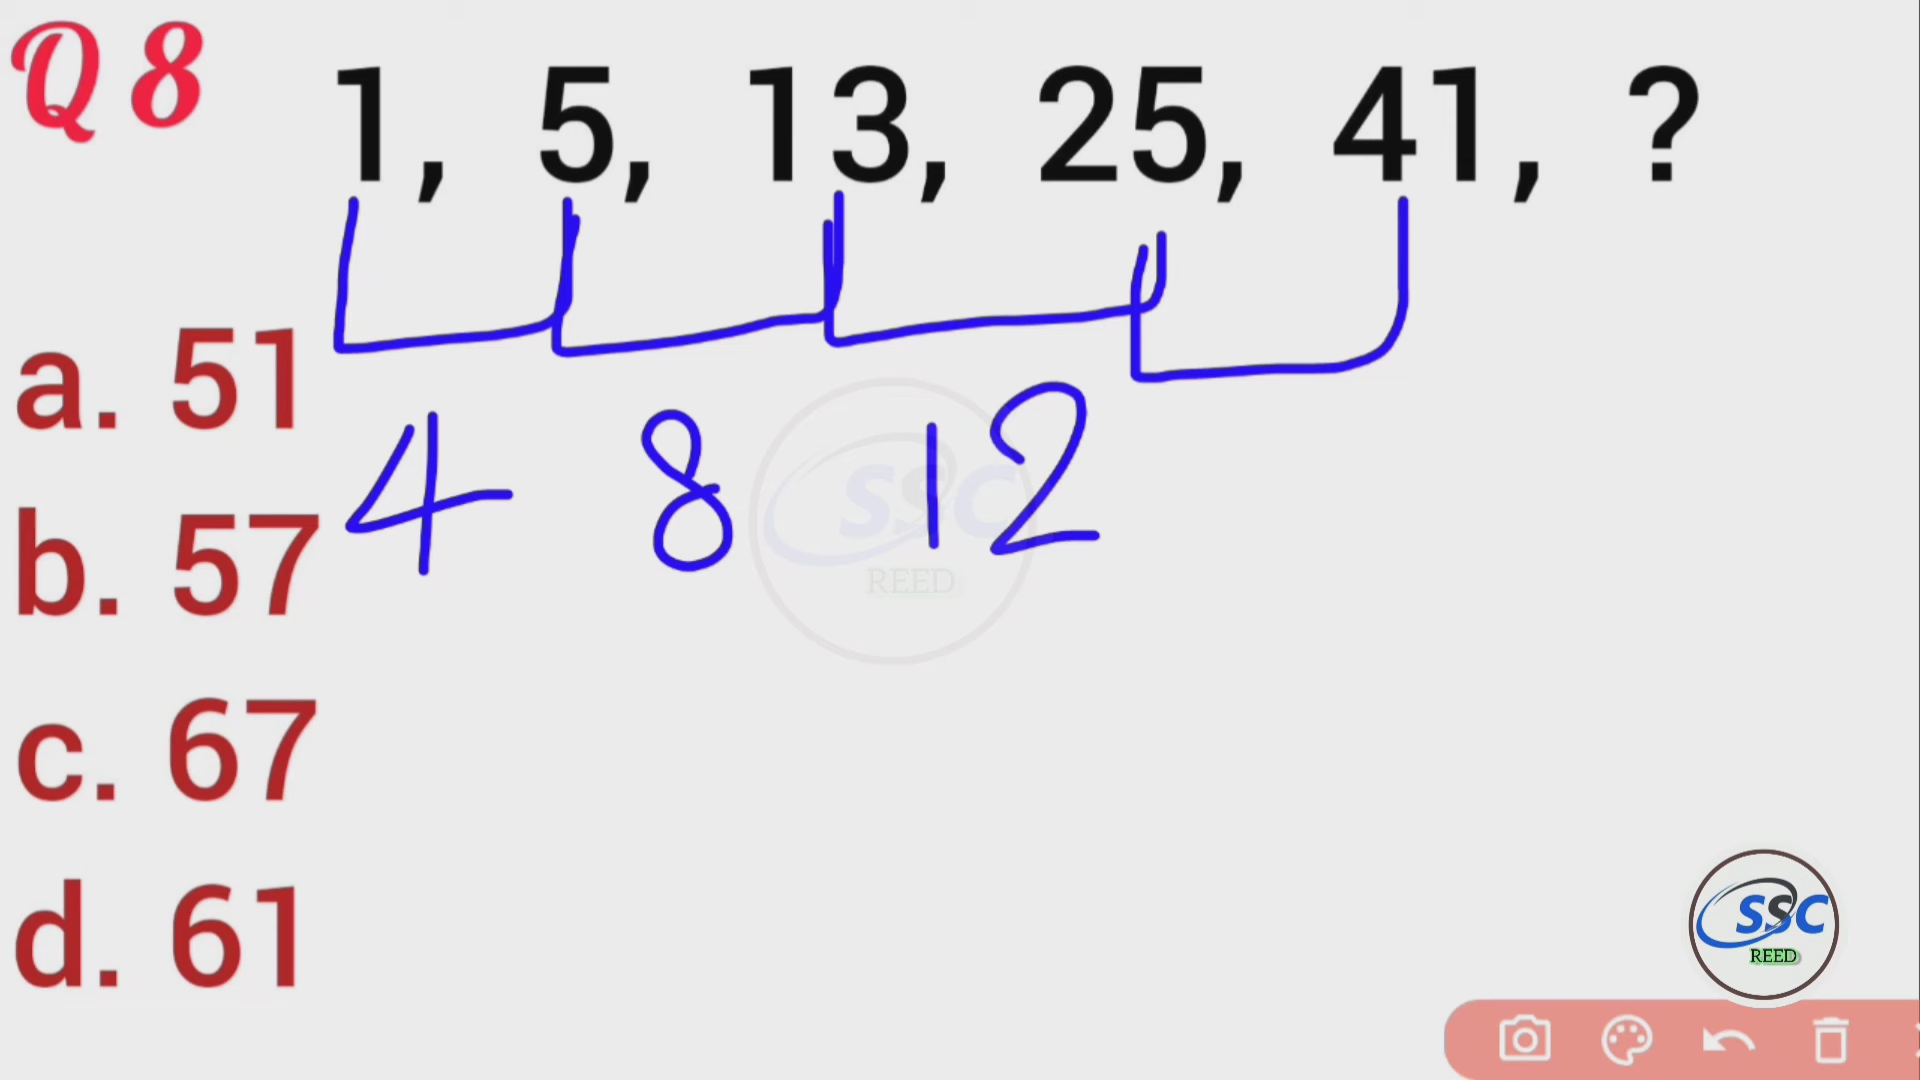 Q 8
1, 5, 13, 25, 41, ?
a. 51
4 8 12
b. 57
c. 67
d. 61
SSC
REED
SSC
REED